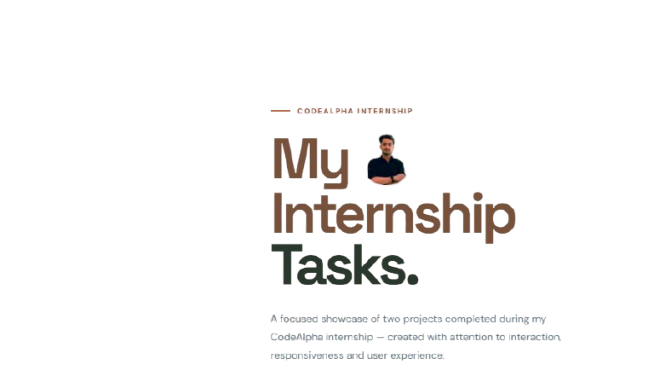 CODEALPHA INTERNSHIP
My
Internship
Tasks.
A focused showcase of two projects completed during my
CodeAlpha internship — created with attention to interaction,
responsiveness and user experience.